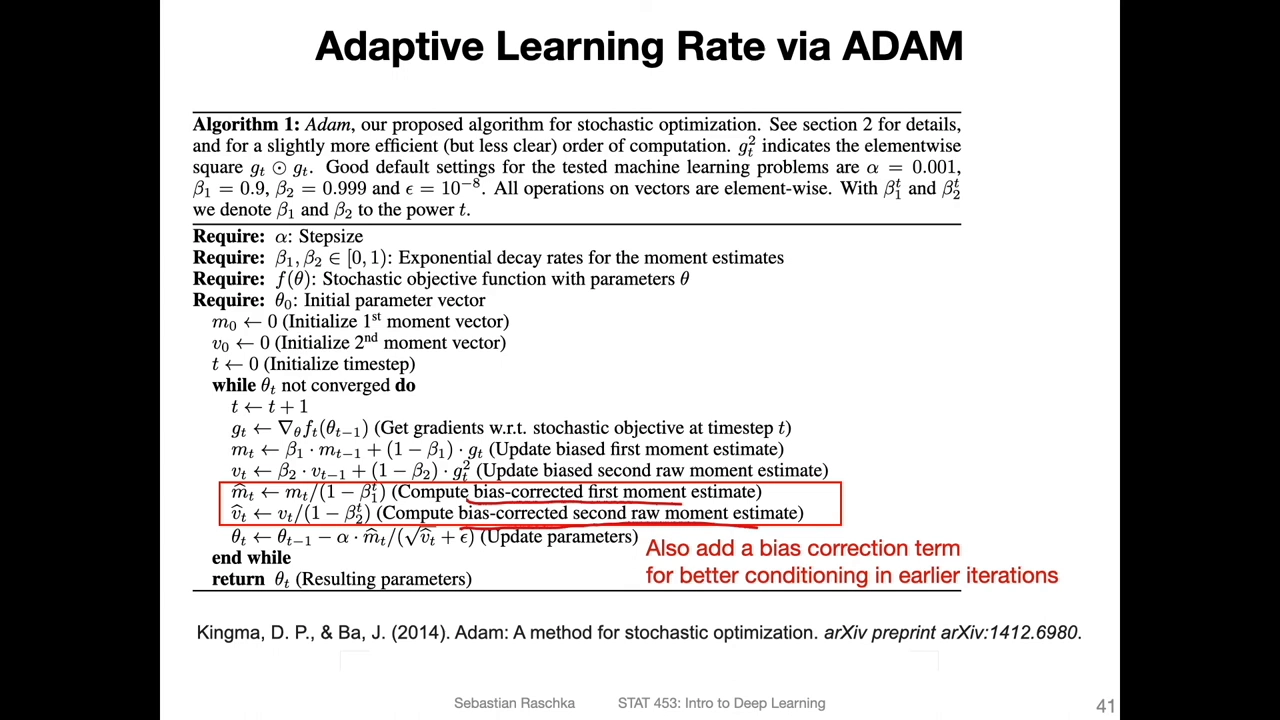 Adaptive Learning Rate via ADAM
Algorithm 1: Adam, our proposed algorithm for stochastic optimization. See section 2 for details,
and for a slightly more efficient (but less clear) order of computation. g_t^2 indicates the elementwise
square g_t ⊙ g_t. Good default settings for the tested machine learning problems are α = 0.001,
β_1 = 0.9, β_2 = 0.999 and ϵ = 10^{-8}. All operations on vectors are element-wise. With β_1^t and β_2^t
we denote β_1 and β_2 to the power t.
Require: α: Stepsize
Require: β_1, β_2 ∈ [0, 1): Exponential decay rates for the moment estimates
Require: f(θ): Stochastic objective function with parameters θ
Require: θ_0: Initial parameter vector
m_0 ← 0 (Initialize 1^st moment vector)
v_0 ← 0 (Initialize 2^nd moment vector)
t ← 0 (Initialize timestep)
while θ_t not converged do
t ← t + 1
g_t ← ∇_θ f_t(θ_{t−1}) (Get gradients w.r.t. stochastic objective at timestep t)
m_t ← β_1 · m_{t−1} + (1 − β_1) · g_t (Update biased first moment estimate)
v_t ← β_2 · v_{t−1} + (1 − β_2) · g_t^2 (Update biased second raw moment estimate)
m̂_t ← m_t/(1 − β_1^t) (Compute bias-corrected first moment estimate)
v̂_t ← v_t/(1 − β_2^t) (Compute bias-corrected second raw moment estimate)
θ_t ← θ_{t−1} − α · m̂_t/(√v̂_t + ϵ) (Update parameters)
end while
return θ_t (Resulting parameters)
Also add a bias correction term
for better conditioning in earlier iterations
Kingma, D. P., & Ba, J. (2014). Adam: A method for stochastic optimization. arXiv preprint arXiv:1412.6980.
Sebastian Raschka STAT 453: Intro to Deep Learning 41